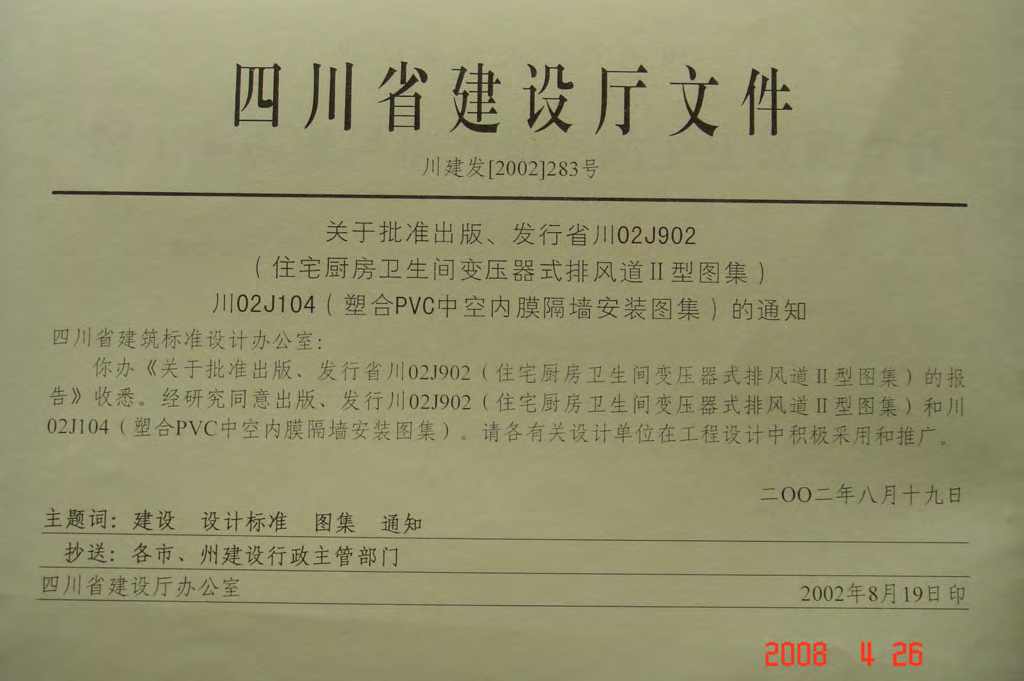 四川省建设厅文件
川建发[2002]283号
关于批准出版、发行省川02J902
（住宅厨房卫生间变压器式排风道II型图集）
川02J104（塑合PVC中空内膜隔墙安装图集）的通知
四川省建筑标准设计办公室：
你办《关于批准出版、发行省川02J902（住宅厨房卫生间变压器式排风道II型图集）的报
告》收悉。经研究同意出版、发行川02J902（住宅厨房卫生间变压器式排风道II型图集）和川
02J104（塑合PVC中空内膜隔墙安装图集）。请各有关设计单位在工程设计中积极采用和推广。
二OO二年八月十九日
主题词：建设 设计标准 图集 通知
抄送：各市、州建设行政主管部门
四川省建设厅办公室 2002年8月19日印
2008 4 26